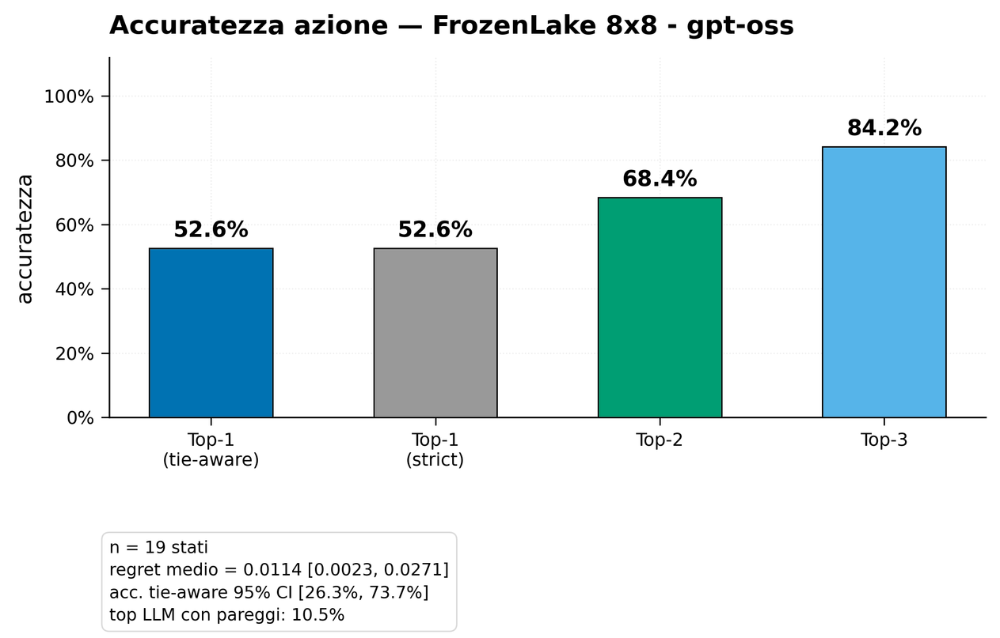 Accuratezza azione — FrozenLake 8x8 - gpt-oss
accuratezza
100%
80%
60%
40%
20%
0%
52.6%
52.6%
68.4%
84.2%
Top-1
(tie-aware)
Top-1
(strict)
Top-2
Top-3
n = 19 stati
regret medio = 0.0114 [0.0023, 0.0271]
acc. tie-aware 95% CI [26.3%, 73.7%]
top LLM con pareggi: 10.5%